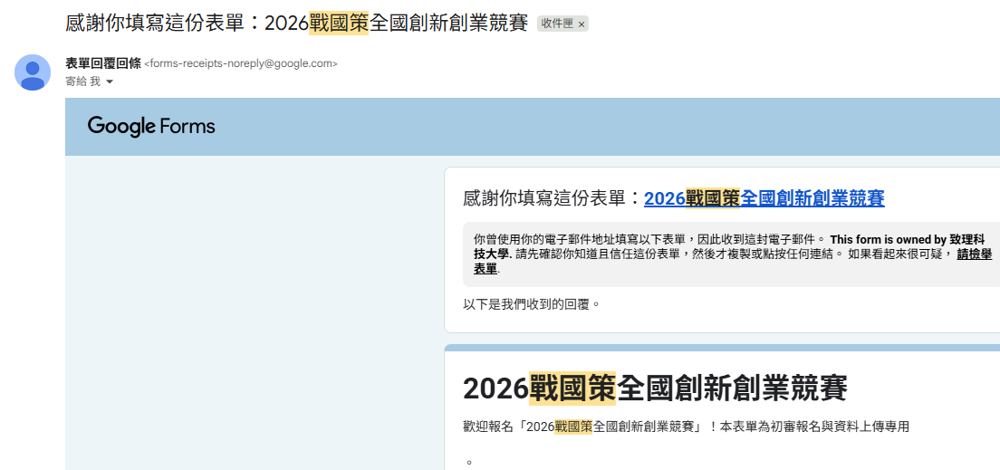 感謝你填寫這份表單：2026戰國策全國創新創業競賽 收件匣 ×
表單回覆回條 <forms-receipts-noreply@google.com>
寄給 我
Google Forms
感謝你填寫這份表單：2026戰國策全國創新創業競賽
你曾使用你的電子郵件地址填寫以下表單，因此收到這封電子郵件。 This form is owned by 致理科
技大學. 請先確認你知道且信任這份表單，然後才複製或點按任何連結。 如果看起來很可疑， 請檢舉
表單.
以下是我們收到的回覆。
2026戰國策全國創新創業競賽
歡迎報名「2026戰國策全國創新創業競賽」！本表單為初審報名與資料上傳專用
。